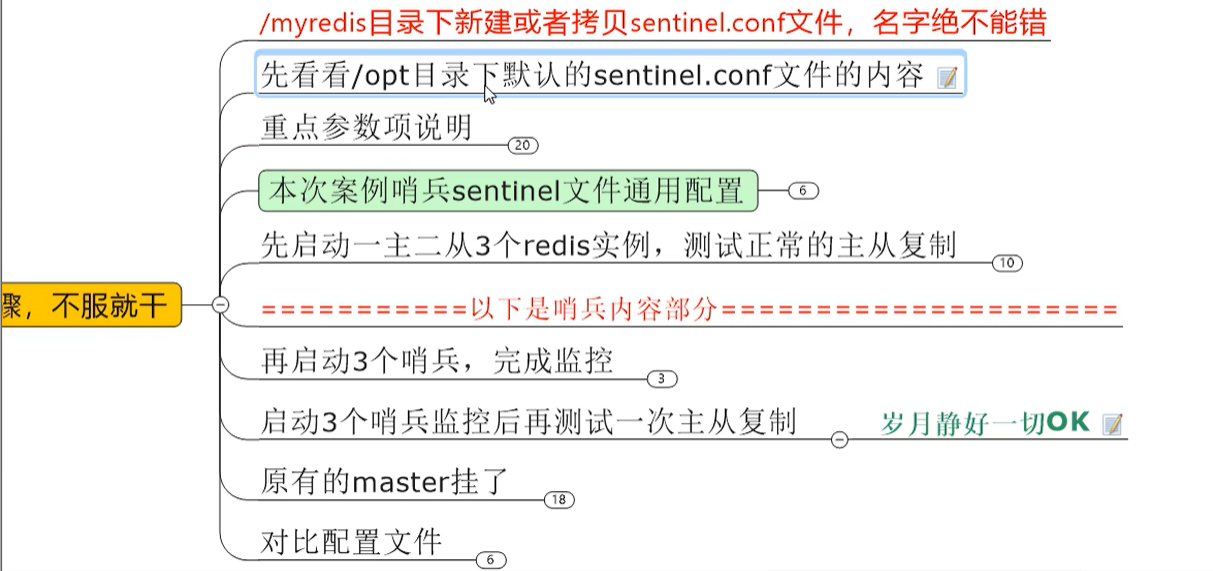 /myredis目录下新建或者拷贝sentinel.conf文件，名字绝不能错
先看看/opt目录下默认的sentinel.conf文件的内容
重点参数项说明 20
本次案例哨兵sentinel文件通用配置 6
先启动一主二从3个redis实例，测试正常的主从复制 10
骤，不服就干
===========以下是哨兵内容部分===================
再启动3个哨兵，完成监控 3
启动3个哨兵监控后再测试一次主从复制 岁月静好一切OK
原有的master挂了 18
对比配置文件 6